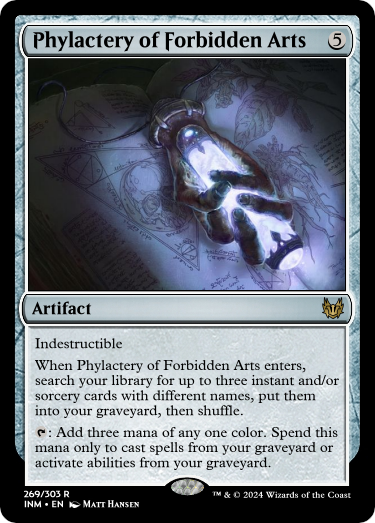 Phylactery of Forbidden Arts 5
Artifact
Indestructible
When Phylactery of Forbidden Arts enters,
search your library for up to three instant and/or
sorcery cards with different names, put them
into your graveyard, then shuffle.
: Add three mana of any one color. Spend this
mana only to cast spells from your graveyard or
activate abilities from your graveyard.
269/303 R
INM • EN Matt Hansen
™ & © 2024 Wizards of the Coast